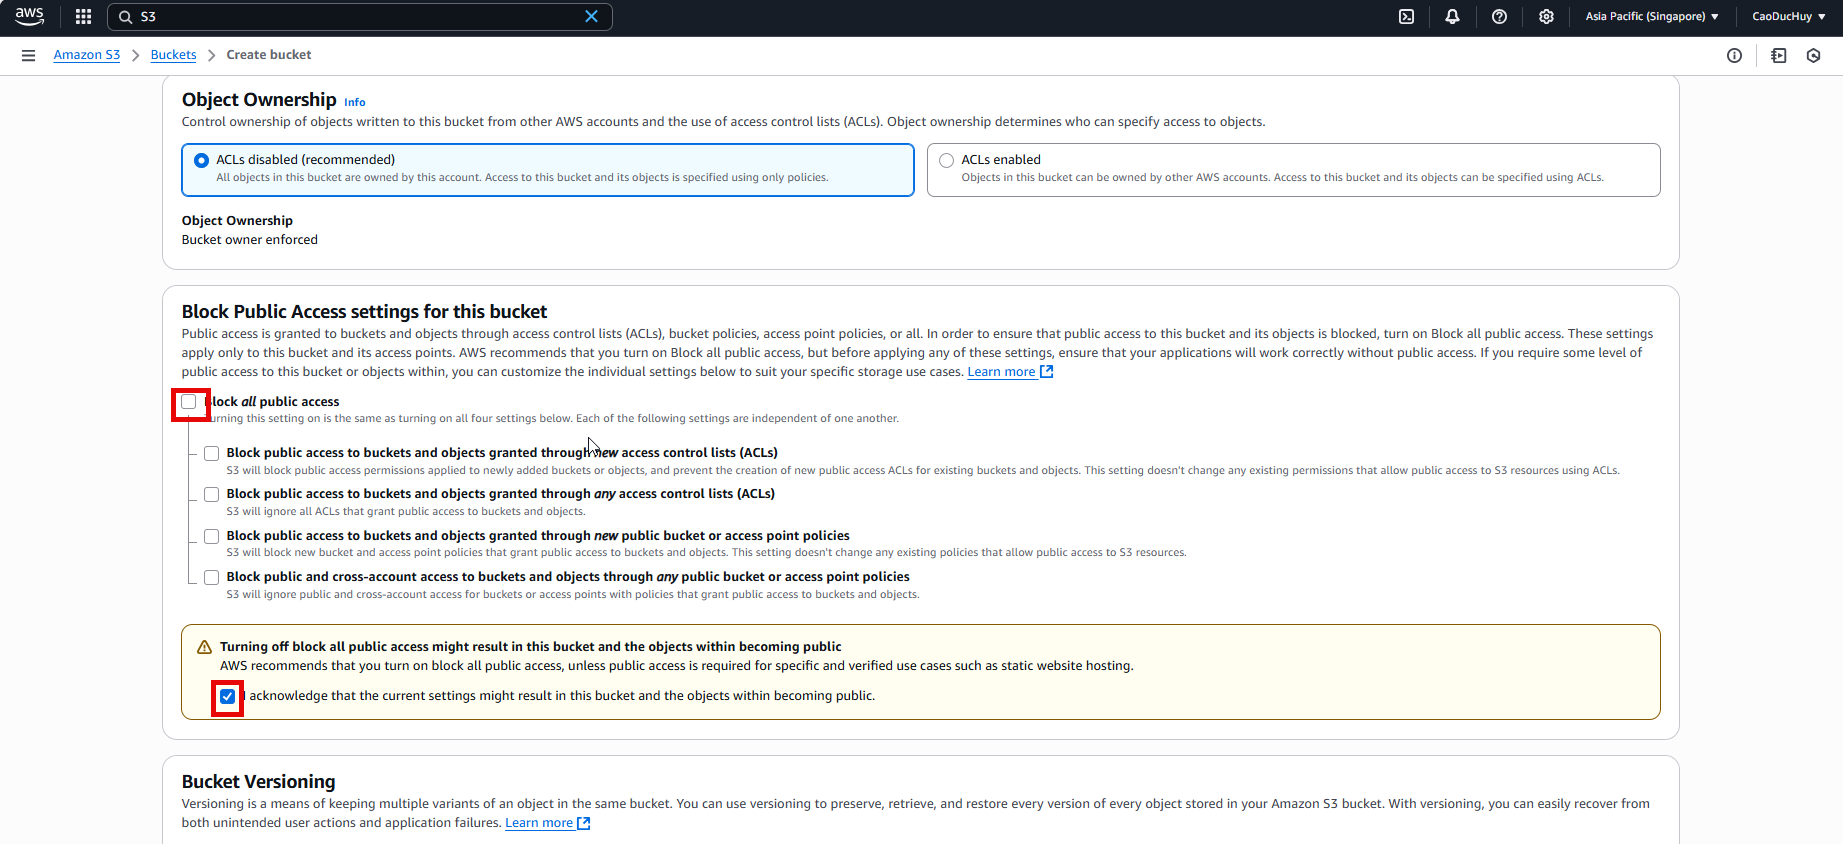 aws
S3
Asia Pacific (Singapore)
CaoDucHuy
Amazon S3
Buckets
Create bucket
Object Ownership Info
Control ownership of objects written to this bucket from other AWS accounts and the use of access control lists (ACLs). Object ownership determines who can specify access to objects.
ACLs disabled (recommended)
All objects in this bucket are owned by this account. Access to this bucket and its objects is specified using only policies.
ACLs enabled
Objects in this bucket can be owned by other AWS accounts. Access to this bucket and its objects can be specified using ACLs.
Object Ownership
Bucket owner enforced
Block Public Access settings for this bucket
Public access is granted to buckets and objects through access control lists (ACLs), bucket policies, access point policies, or all. In order to ensure that public access to this bucket and its objects is blocked, turn on Block all public access. These settings
apply only to this bucket and its access points. AWS recommends that you turn on Block all public access, but before applying any of these settings, ensure that your applications will work correctly without public access. If you require some level of
public access to this bucket or objects within, you can customize the individual settings below to suit your specific storage use cases. Learn more
Block all public access
Turning this setting on is the same as turning on all four settings below. Each of the following settings are independent of one another.
Block public access to buckets and objects granted through new access control lists (ACLs)
S3 will block public access permissions applied to newly added buckets or objects, and prevent the creation of new public access ACLs for existing buckets and objects. This setting doesn't change any existing permissions that allow public access to S3 resources using ACLs.
Block public access to buckets and objects granted through any access control lists (ACLs)
S3 will ignore all ACLs that grant public access to buckets and objects.
Block public access to buckets and objects granted through new public bucket or access point policies
S3 will block new bucket and access point policies that grant public access to buckets and objects. This setting doesn't change any existing policies that allow public access to S3 resources.
Block public and cross-account access to buckets and objects through any public bucket or access point policies
S3 will ignore public and cross-account access for buckets or access points with policies that grant public access to buckets and objects.
Turning off block all public access might result in this bucket and the objects within becoming public
AWS recommends that you turn on block all public access, unless public access is required for specific and verified use cases such as static website hosting.
I acknowledge that the current settings might result in this bucket and the objects within becoming public.
Bucket Versioning
Versioning is a means of keeping multiple variants of an object in the same bucket. You can use versioning to preserve, retrieve, and restore every version of every object stored in your Amazon S3 bucket. With versioning, you can easily recover from
both unintended user actions and application failures. Learn more